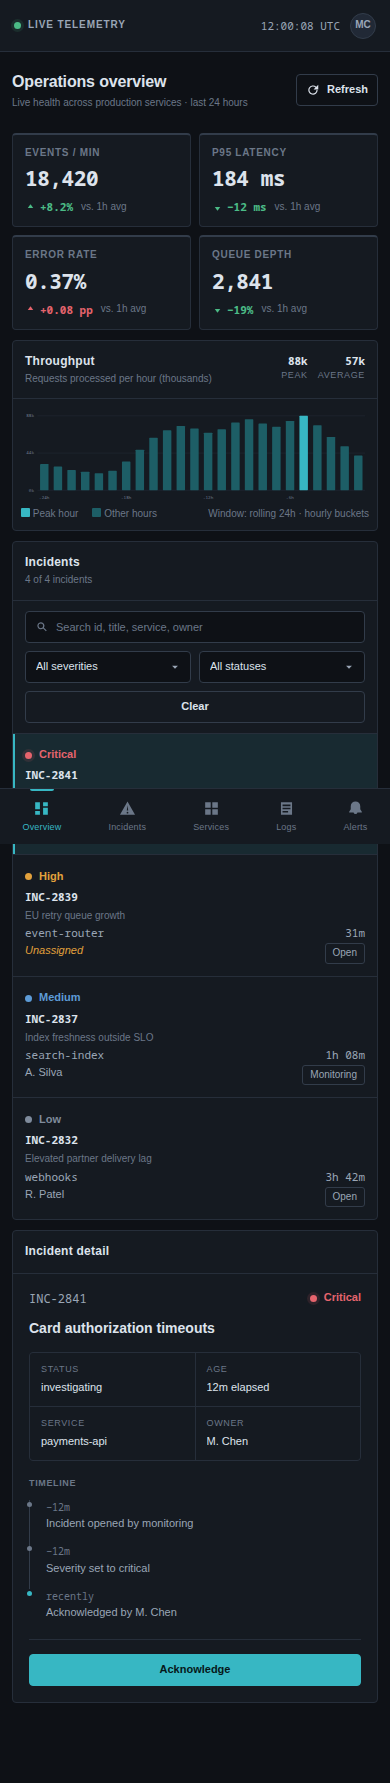 LIVE TELEMETRY
12:00:08 UTC
MC
Operations overview
Live health across production services · last 24 hours
Refresh
EVENTS / MIN
18,420
+8.2% vs. 1h avg
P95 LATENCY
184 ms
−12 ms vs. 1h avg
ERROR RATE
0.37%
+0.08 pp vs. 1h avg
QUEUE DEPTH
2,841
−19% vs. 1h avg
Throughput
Requests processed per hour (thousands)
88k
PEAK
57k
AVERAGE
88k
44k
0k
Peak hour
Other hours
Window: rolling 24h · hourly buckets
Incidents
4 of 4 incidents
Search id, title, service, owner
All severities
All statuses
Clear
Critical
INC-2841
Overview
Incidents
Services
Logs
Alerts
High
INC-2839
EU retry queue growth
event-router
31m
Unassigned
Open
Medium
INC-2837
Index freshness outside SLO
search-index
1h 08m
A. Silva
Monitoring
Low
INC-2832
Elevated partner delivery lag
webhooks
3h 42m
R. Patel
Open
Incident detail
INC-2841
Critical
Card authorization timeouts
STATUS
investigating
AGE
12m elapsed
SERVICE
payments-api
OWNER
M. Chen
TIMELINE
−12m
Incident opened by monitoring
−12m
Severity set to critical
recently
Acknowledged by M. Chen
Acknowledge